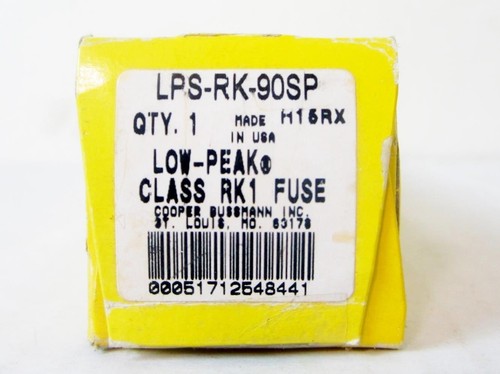 LPS-RK-90SP
QTY. 1 MADE IN USA H15RX
LOW-PEAK®
CLASS RK1 FUSE
COOPER BUSSMANN INC.
ST. LOUIS, MO. 63178
00051712548441